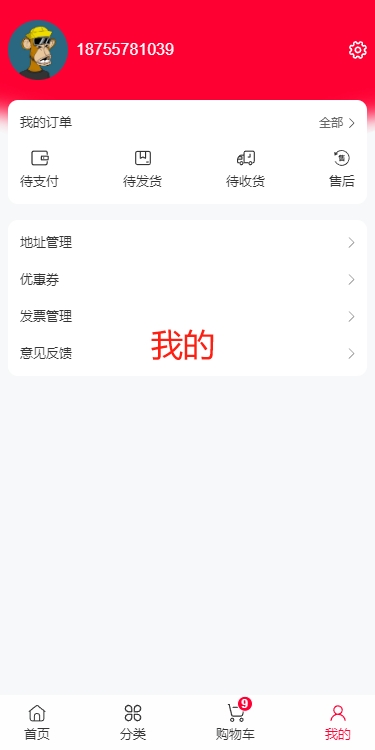 18755781039
我的订单 全部
待支付 待发货 待收货 售后
地址管理
优惠券
发票管理
我的
意见反馈
9
首页 分类 购物车 我的